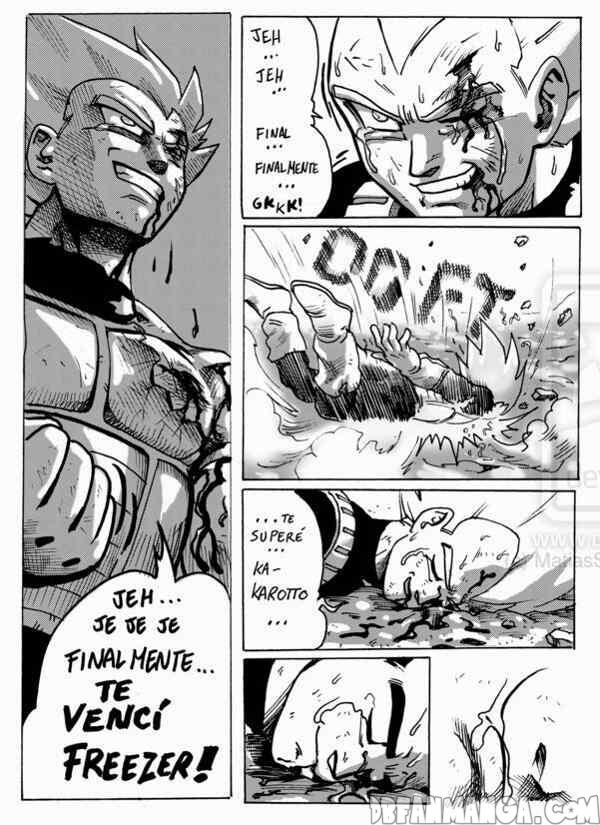 JEH...
JE JE JE
FINALMENTE...
TE
VENCÍ
FREEZER!
JEH
...
JEH
...
FINAL
...
FINALMENTE
...
GKKK!
...TE
SUPERÉ
...
KA-
KAROTTO
...
DBFANMANGA.COM